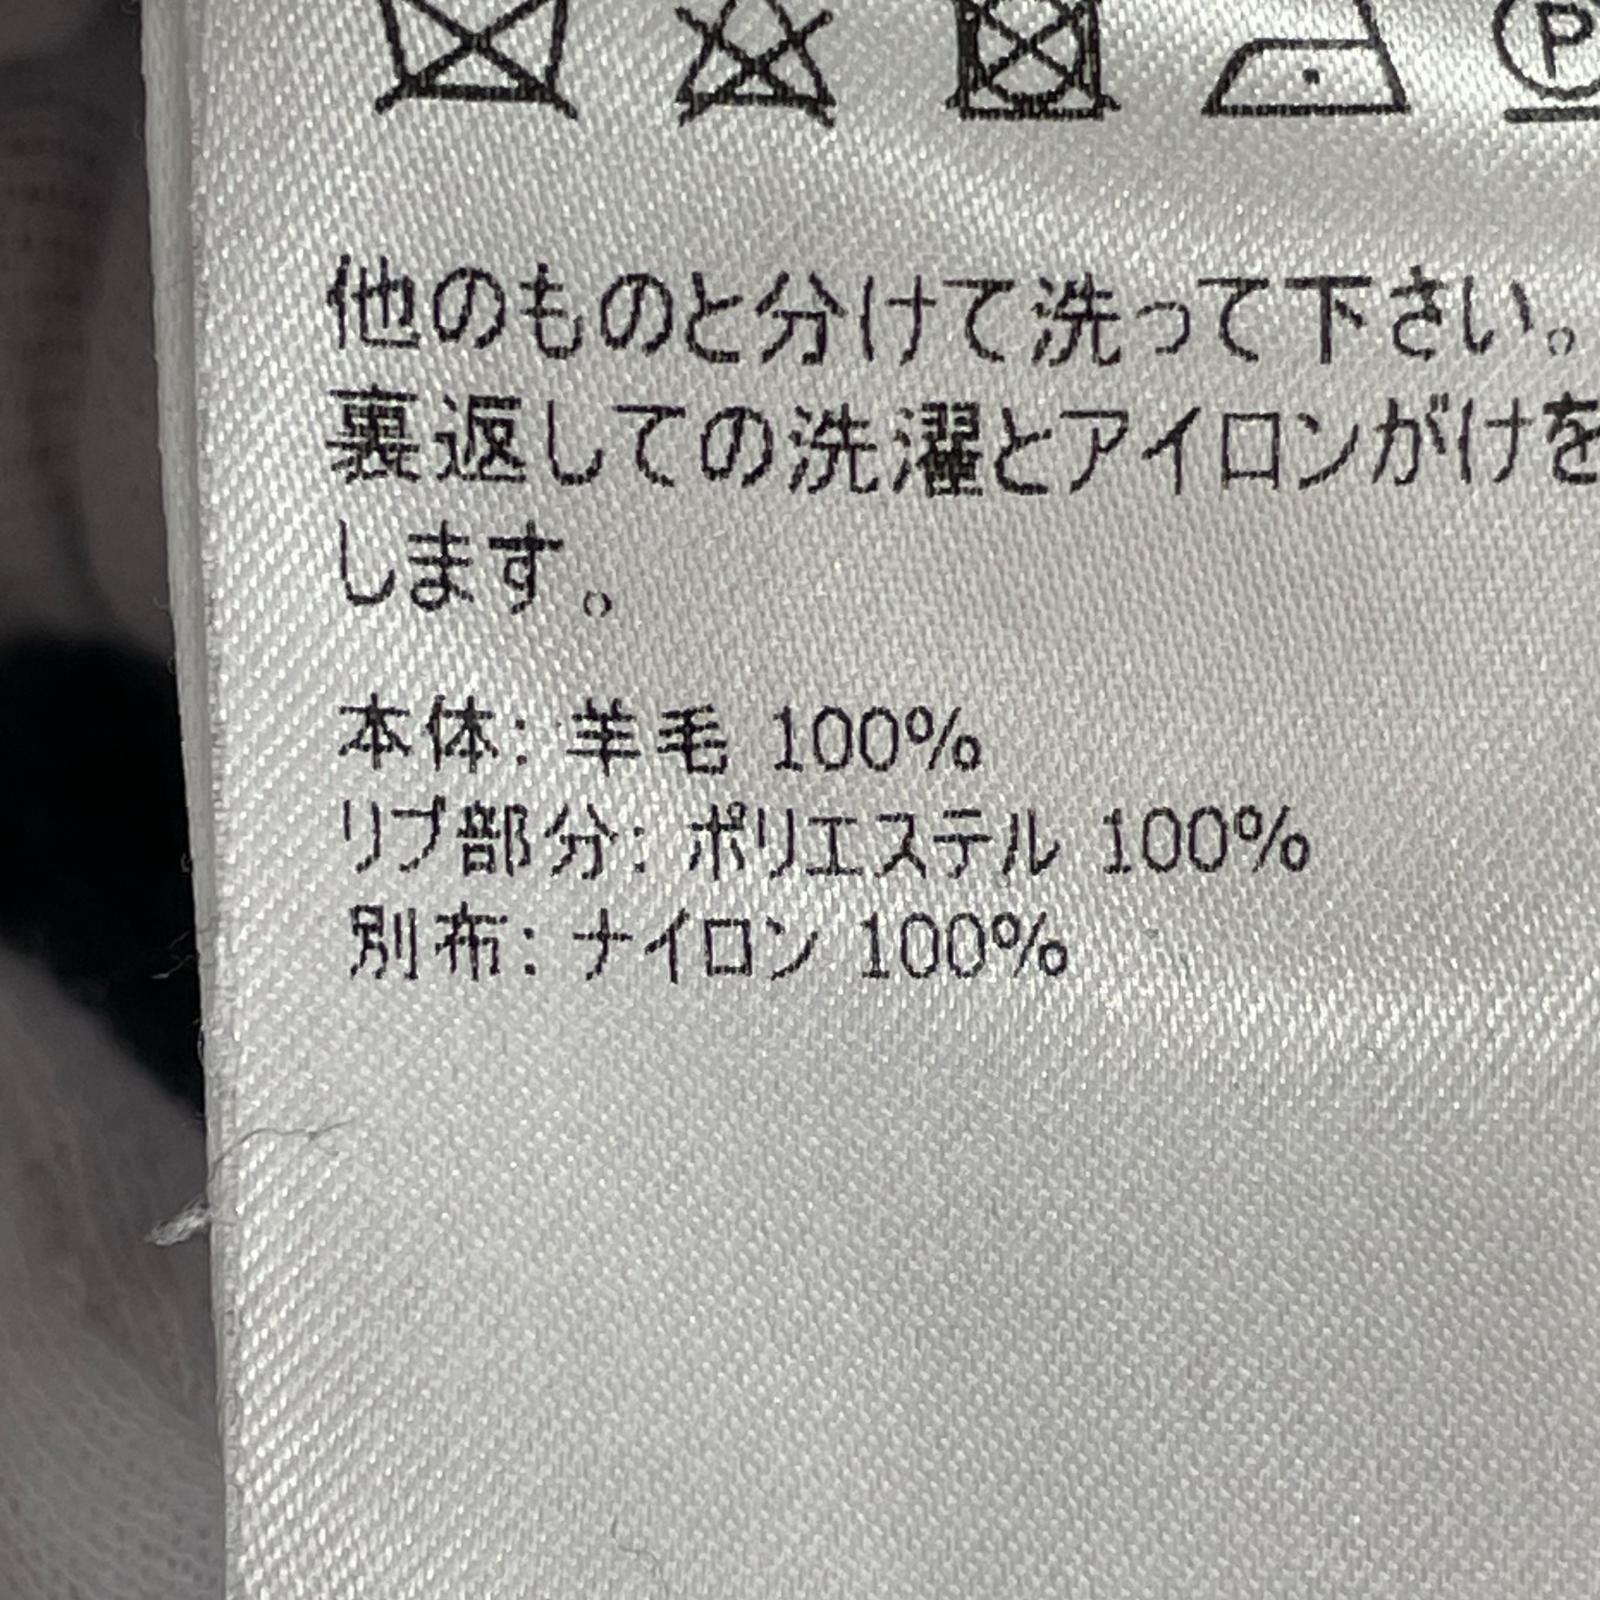 P
他のものと分けて洗って下さい。
裏返しての洗濯とアイロンがけを
します。
本体: 羊毛 100%
リブ部分: ポリエステル 100%
別布: ナイロン 100%